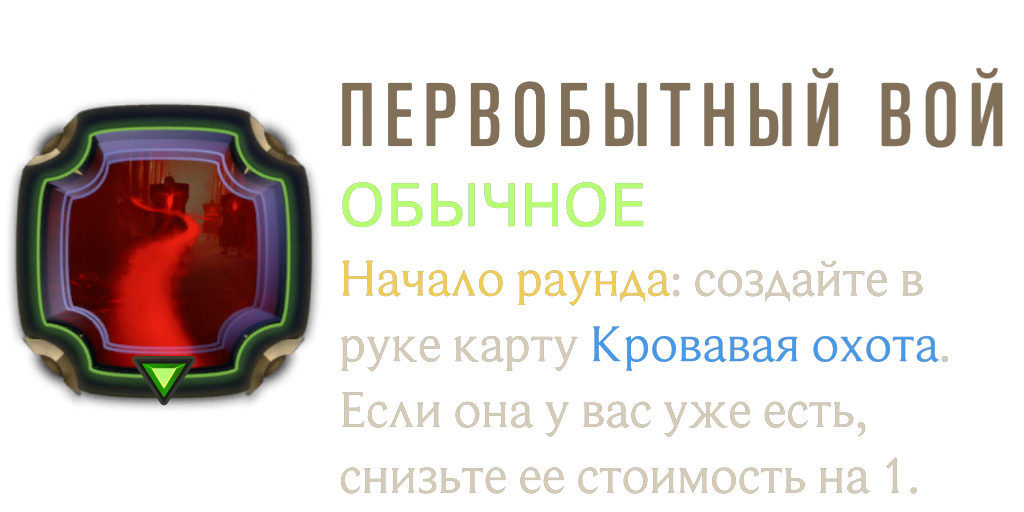 ПЕРВОБЫТНЫЙ ВОЙ
ОБЫЧНОЕ
Начало раунда: создайте в
руке карту Кровавая охота.
Если она у вас уже есть,
снизьте ее стоимость на 1.